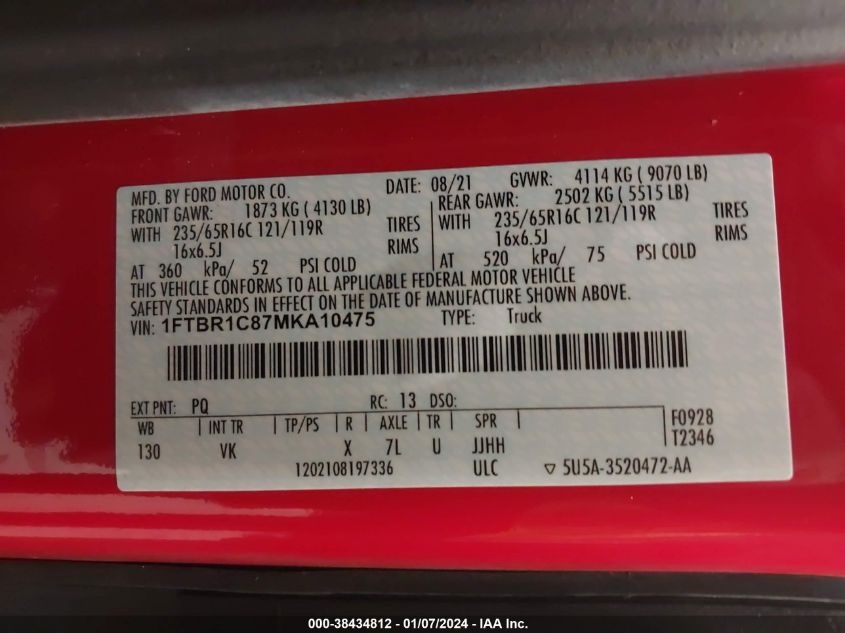 MFD. BY FORD MOTOR CO. DATE: 08/21 GVWR: 4114 KG ( 9070 LB)
FRONT GAWR: 1873 KG ( 4130 LB) REAR GAWR: 2502 KG ( 5515 LB)
WITH 235/65R16C 121/119R TIRES WITH 235/65R16C 121/119R TIRES
16x6.5J RIMS 16x6.5J RIMS
AT 360 kPa/ 52 PSI COLD AT 520 kPa/ 75 PSI COLD
THIS VEHICLE CONFORMS TO ALL APPLICABLE FEDERAL MOTOR VEHICLE
SAFETY STANDARDS IN EFFECT ON THE DATE OF MANUFACTURE SHOWN ABOVE.
VIN: 1FTBR1C87MKA10475 TYPE: Truck
EXT PNT: PQ RC: 13 DSO:
WB | INT TR | TP/PS | R | AXLE | TR | SPR | F0928
130 VK X 7L U JJHH T2346
1202108197336 ULC ▽ 5U5A-3520472-AA
000-38434812 - 01/07/2024 - IAA Inc.